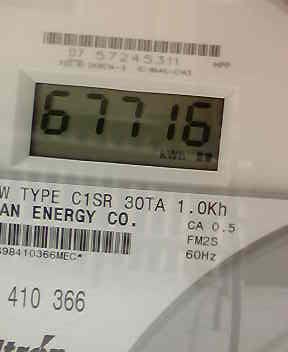 07 57245311
67716
KWH
W TYPE C1SR 30TA 1.0Kh
AN ENERGY CO.
CA 0.5
FM2S
60Hz
S98410366MEC*
410 366